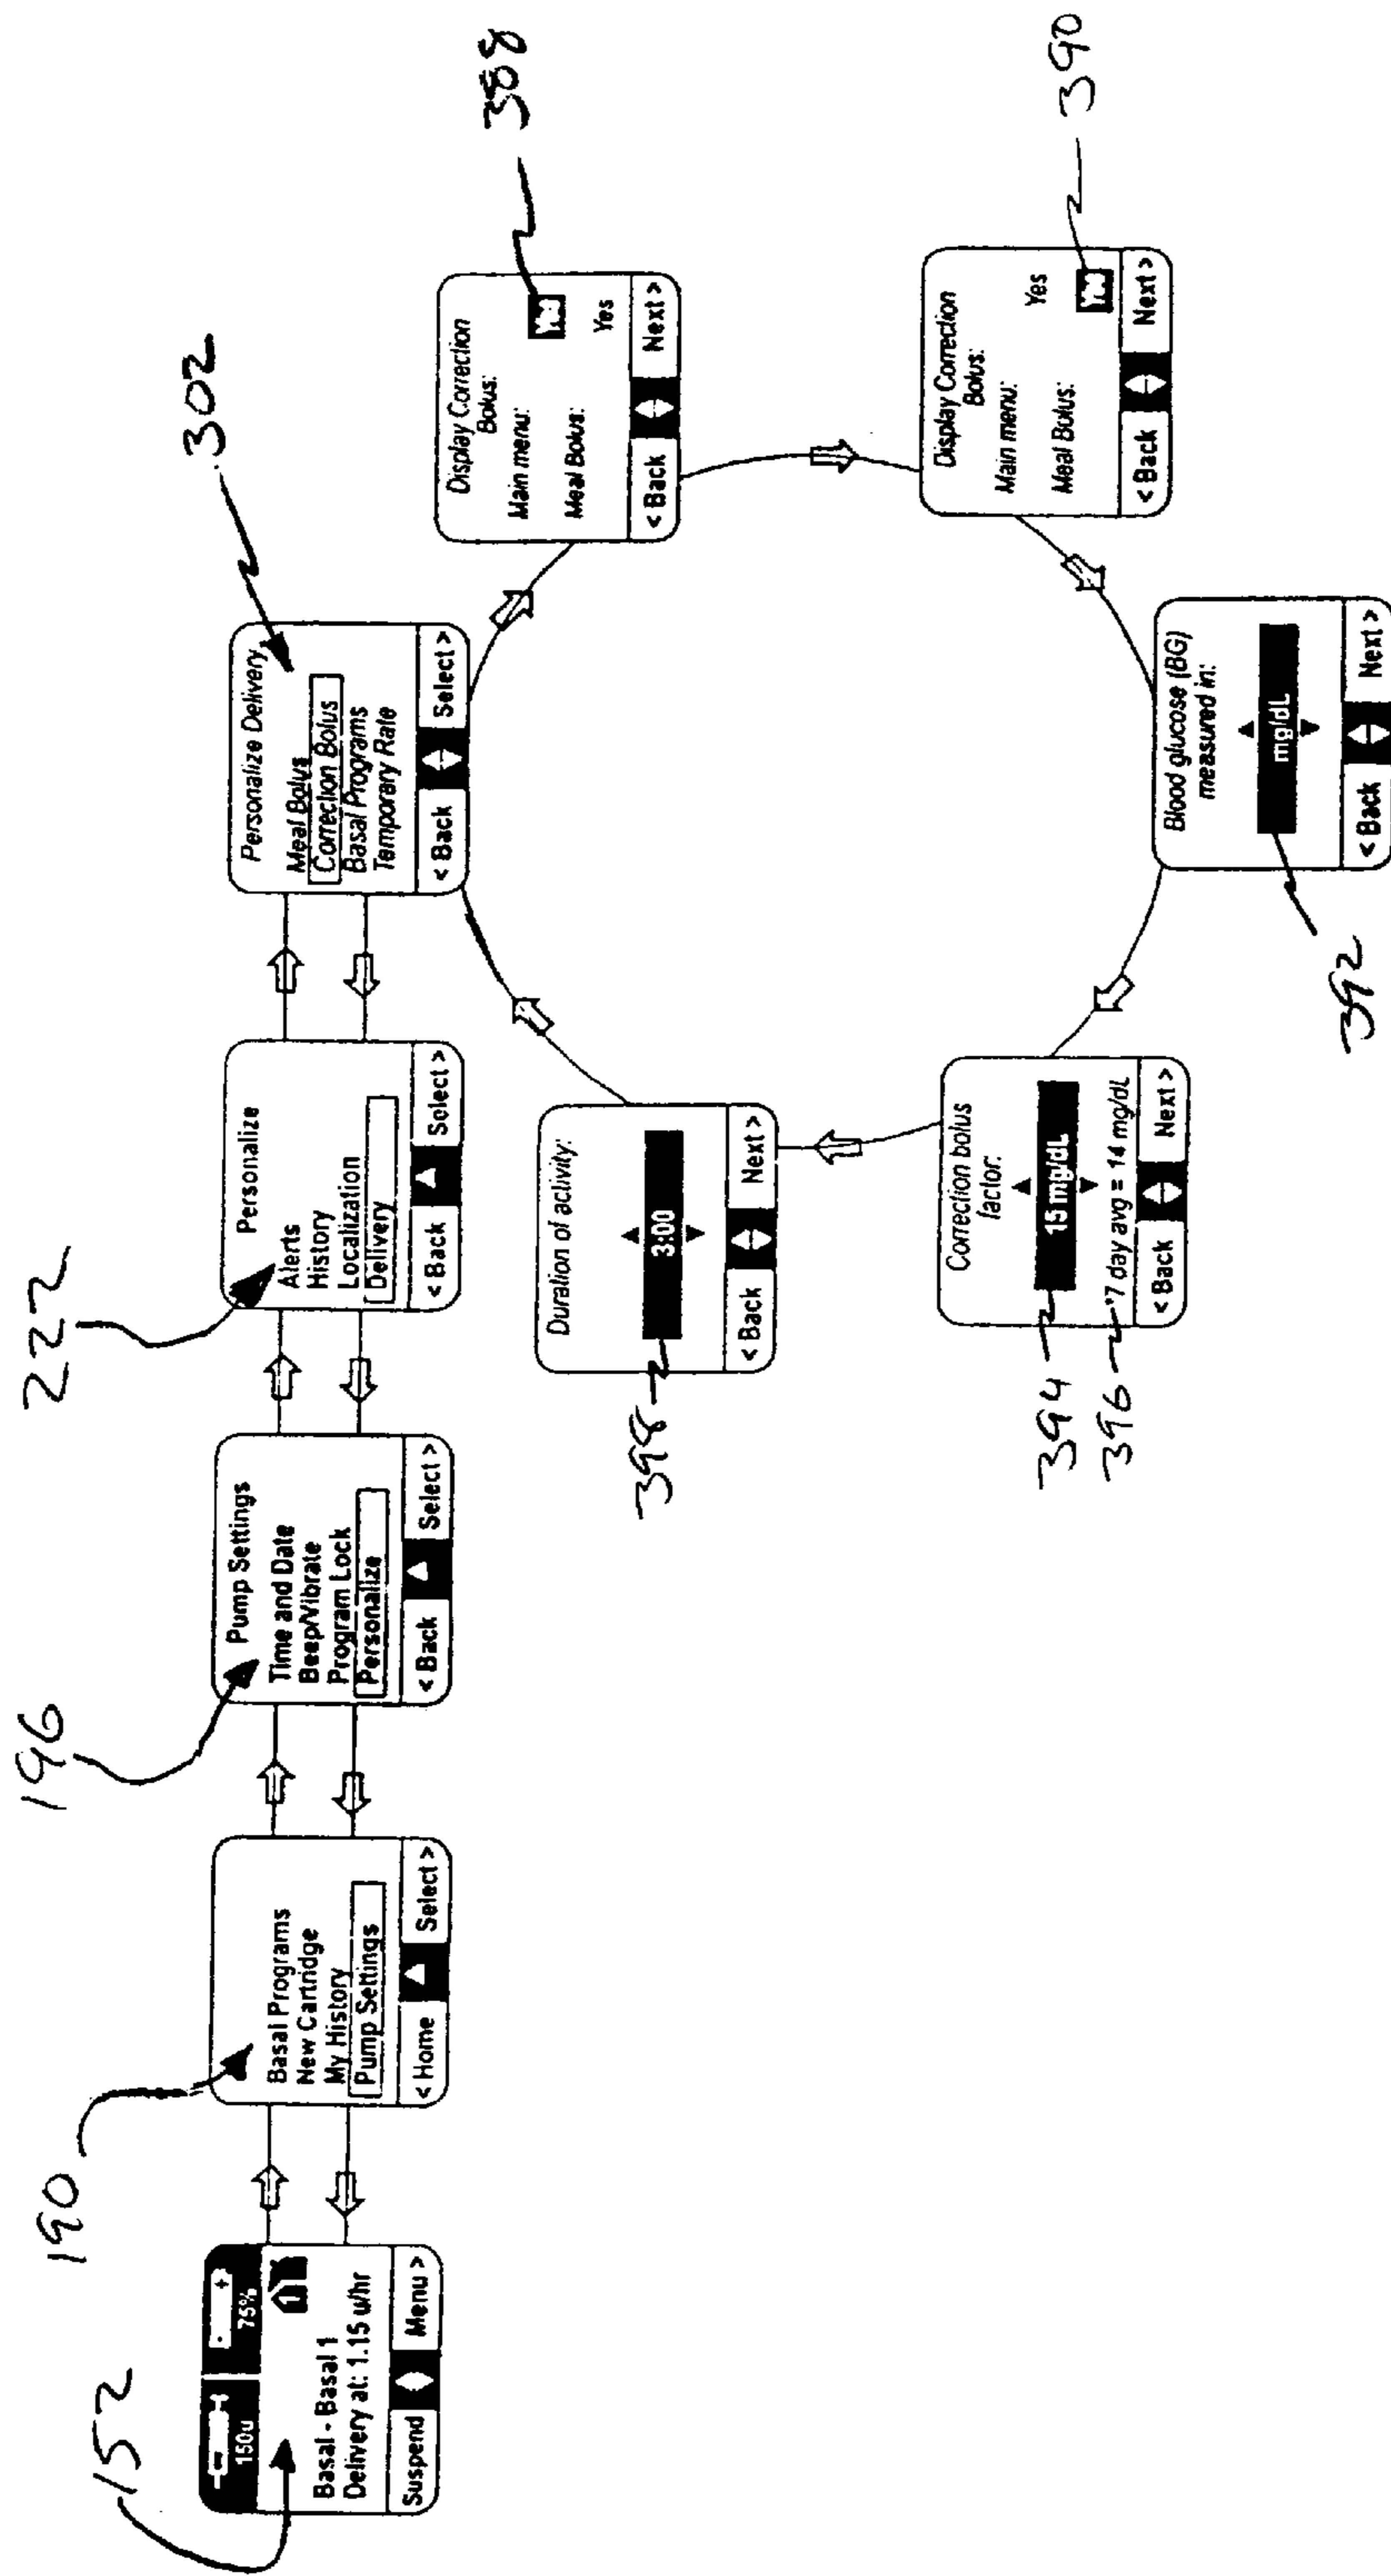 152
150u
75%
1
Basal - Basal 1
Delivery at: 1.15 u/hr
Suspend
Menu >
190
Basal Programs
New Cartridge
My History
Pump Settings
< Home
Select >
196
Pump Settings
Time and Date
Beep/Vibrate
Program Lock
Personalize
< Back
Select >
222
Personalize
Alerts
History
Localization
Delivery
< Back
Select >
302
Personalize Delivery
Meal Bolus
Correction Bolus
Basal Programs
Temporary Rate
< Back
Select >
388
Display Correction
Bolus:
Main menu:
Yes
Meal Bolus:
Yes
< Back
Next >
390
Display Correction
Bolus:
Main menu:
Yes
Meal Bolus:
Yes
< Back
Next >
392
Blood glucose (BG)
measured in:
mg/dL
< Back
Next >
394
396
Correction bolus
factor:
15 mg/dL
*7 day avg = 14 mg/dL
< Back
Next >
398
Duration of activity:
3:00
< Back
Next >